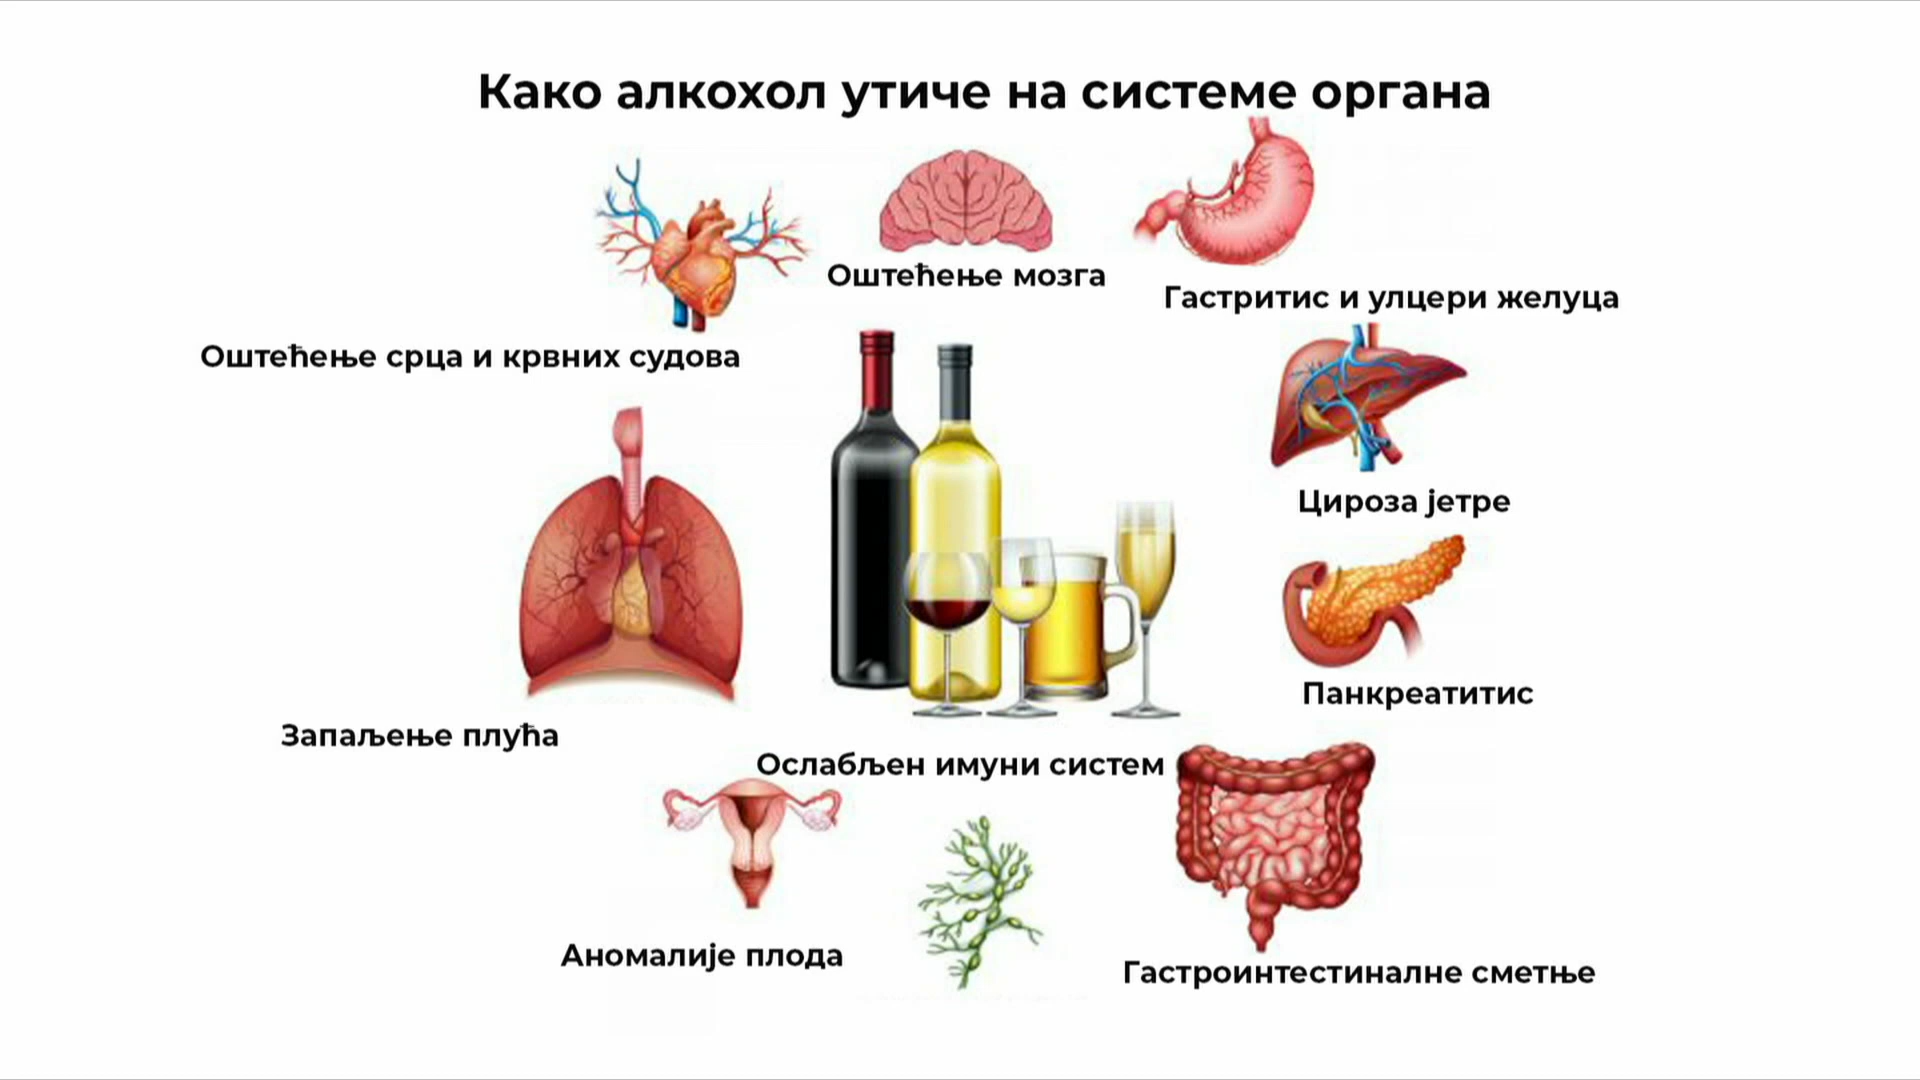 Како алкохол утиче на системе органа
Оштећење мозга
Гастритис и улцери желуца
Оштећење срца и крвних судова
Цироза јетре
Панкреатитис
Запаљење плућа
Ослабљен имуни систем
Аномалије плода
Гастроинтестиналне сметње